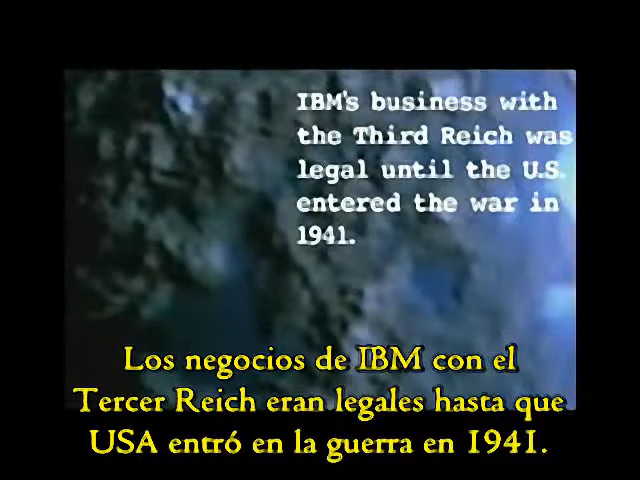 IBM's business with
the Third Reich was
legal until the U.S.
entered the war in
1941.
Los negocios de IBM con el
Tercer Reich eran legales hasta que
USA entró en la guerra en 1941.